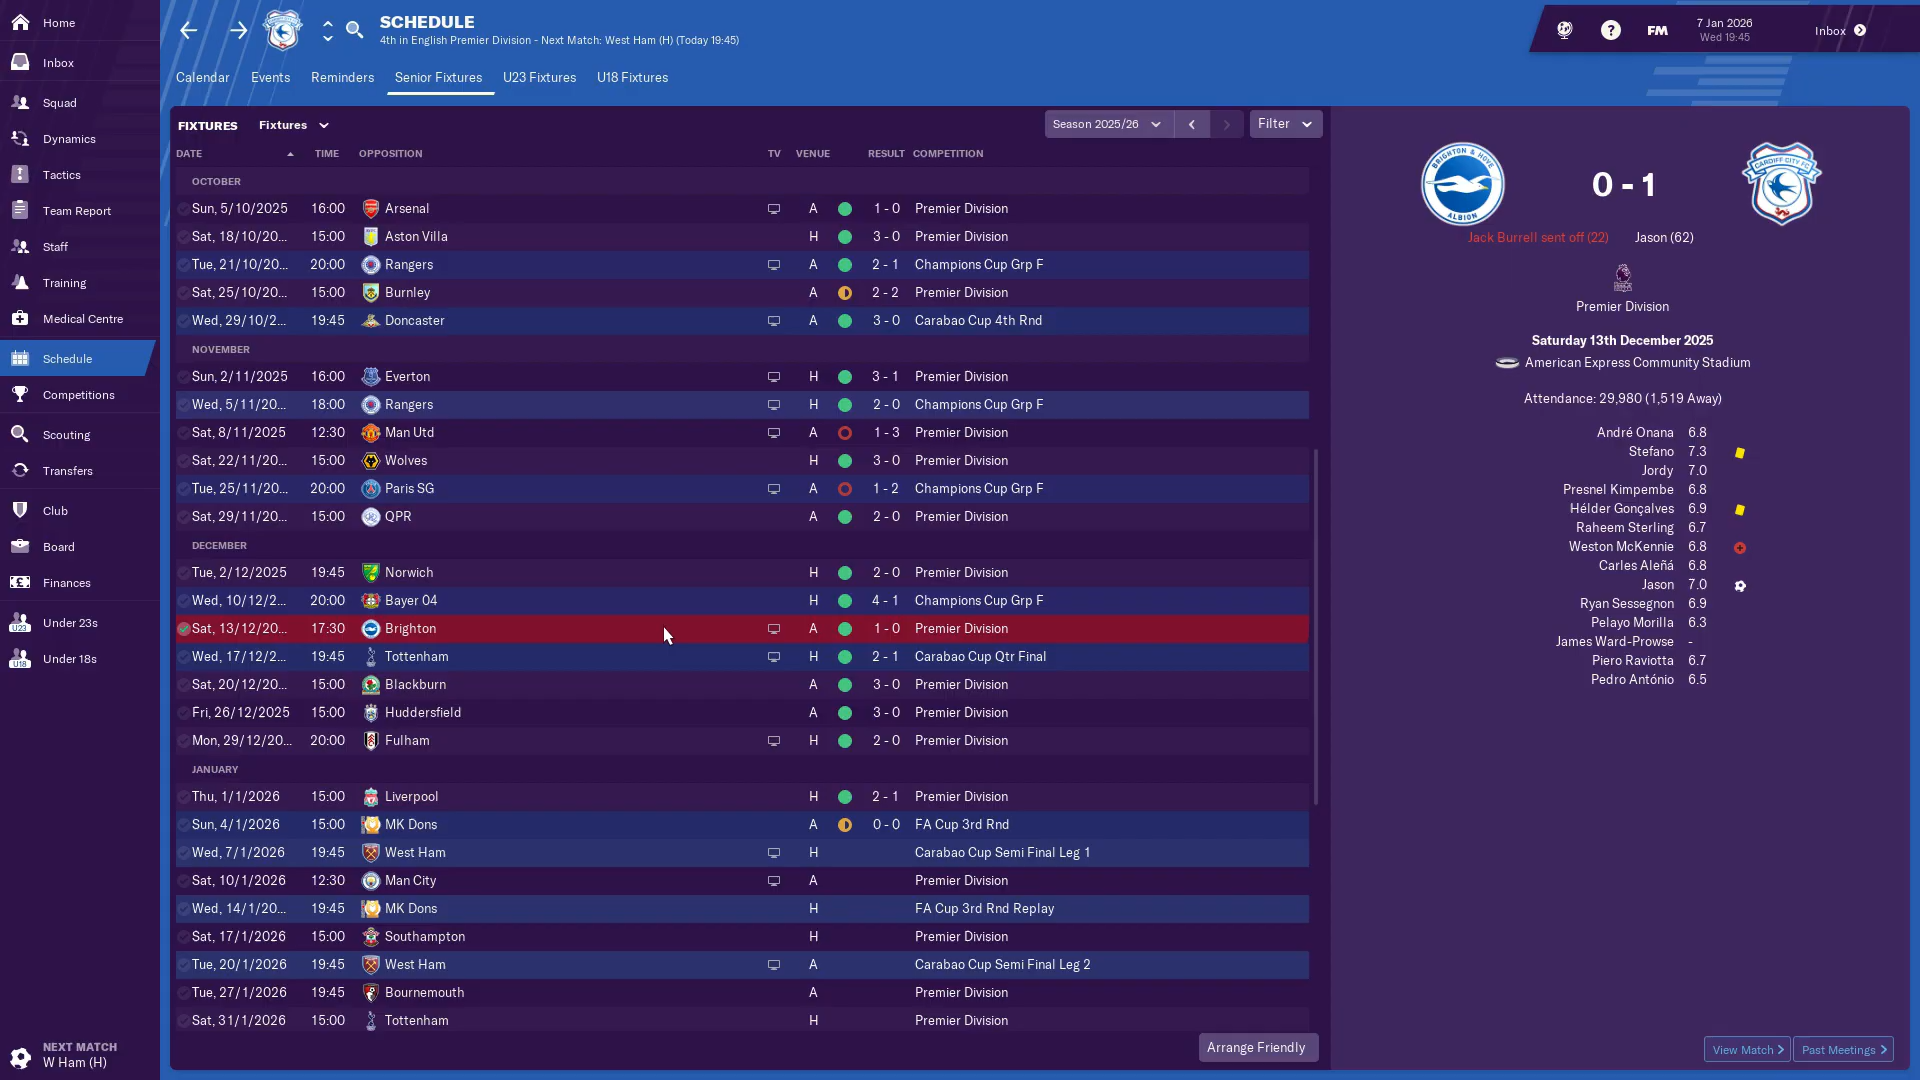 Home
Inbox
Squad
Dynamics
Tactics
Team Report
Staff
Training
Medical Centre
Schedule
Competitions
Scouting
Transfers
Club
Board
Finances
U23
Under 23s
U18
Under 18s
NEXT MATCH
W Ham (H)
SCHEDULE
4th in English Premier Division - Next Match: West Ham (H) (Today 19:45)
?
FM
7 Jan 2026
Wed 19:45
Inbox
Calendar Events Reminders Senior Fixtures U23 Fixtures U18 Fixtures
FIXTURES Fixtures Season 2025/26 Filter
DATE TIME OPPOSITION TV VENUE RESULT COMPETITION
OCTOBER
Sun, 5/10/2025 16:00 Arsenal A 1 - 0 Premier Division
Sat, 18/10/20... 15:00 Aston Villa H 3 - 0 Premier Division
Tue, 21/10/20... 20:00 Rangers A 2 - 1 Champions Cup Grp F
Sat, 25/10/20... 15:00 Burnley A 2 - 2 Premier Division
Wed, 29/10/2... 19:45 Doncaster A 3 - 0 Carabao Cup 4th Rnd
NOVEMBER
Sun, 2/11/2025 16:00 Everton H 3 - 1 Premier Division
Wed, 5/11/20... 18:00 Rangers H 2 - 0 Champions Cup Grp F
Sat, 8/11/2025 12:30 Man Utd A 1 - 3 Premier Division
Sat, 22/11/20... 15:00 Wolves H 3 - 0 Premier Division
Tue, 25/11/20... 20:00 Paris SG A 1 - 2 Champions Cup Grp F
Sat, 29/11/20... 15:00 QPR A 2 - 0 Premier Division
DECEMBER
Tue, 2/12/2025 19:45 Norwich H 2 - 0 Premier Division
Wed, 10/12/2... 20:00 Bayer 04 H 4 - 1 Champions Cup Grp F
Sat, 13/12/20... 17:30 Brighton A 1 - 0 Premier Division
Wed, 17/12/2... 19:45 Tottenham H 2 - 1 Carabao Cup Qtr Final
Sat, 20/12/20... 15:00 Blackburn A 3 - 0 Premier Division
Fri, 26/12/2025 15:00 Huddersfield A 3 - 0 Premier Division
Mon, 29/12/20... 20:00 Fulham H 2 - 0 Premier Division
JANUARY
Thu, 1/1/2026 15:00 Liverpool H 2 - 1 Premier Division
Sun, 4/1/2026 15:00 MK Dons A 0 - 0 FA Cup 3rd Rnd
Wed, 7/1/2026 19:45 West Ham H Carabao Cup Semi Final Leg 1
Sat, 10/1/2026 12:30 Man City A Premier Division
Wed, 14/1/20... 19:45 MK Dons H FA Cup 3rd Rnd Replay
Sat, 17/1/2026 15:00 Southampton H Premier Division
Tue, 20/1/2026 19:45 West Ham A Carabao Cup Semi Final Leg 2
Tue, 27/1/2026 19:45 Bournemouth A Premier Division
Sat, 31/1/2026 15:00 Tottenham H Premier Division
Arrange Friendly
BRIGHTON & HOVE
ALBION
0 - 1
CARDIFF CITY FC
Jack Burrell sent off (22) Jason (62)
Premier Division
Saturday 13th December 2025
American Express Community Stadium
Attendance: 29,980 (1,519 Away)
André Onana 6.8
Stefano 7.3
Jordy 7.0
Presnel Kimpembe 6.8
Hélder Gonçalves 6.9
Raheem Sterling 6.7
Weston McKennie 6.8
Carles Aleñá 6.8
Jason 7.0
Ryan Sessegnon 6.9
Pelayo Morilla 6.3
James Ward-Prowse -
Piero Raviotta 6.7
Pedro António 6.5
View Match Past Meetings